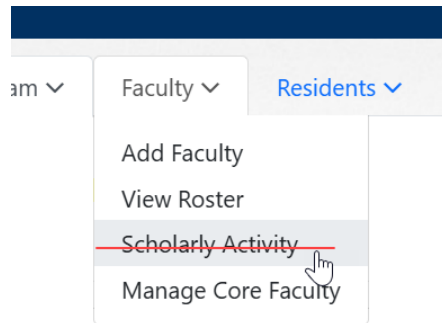 am Faculty Residents
Add Faculty
View Roster
Scholarly Activity
Manage Core Faculty